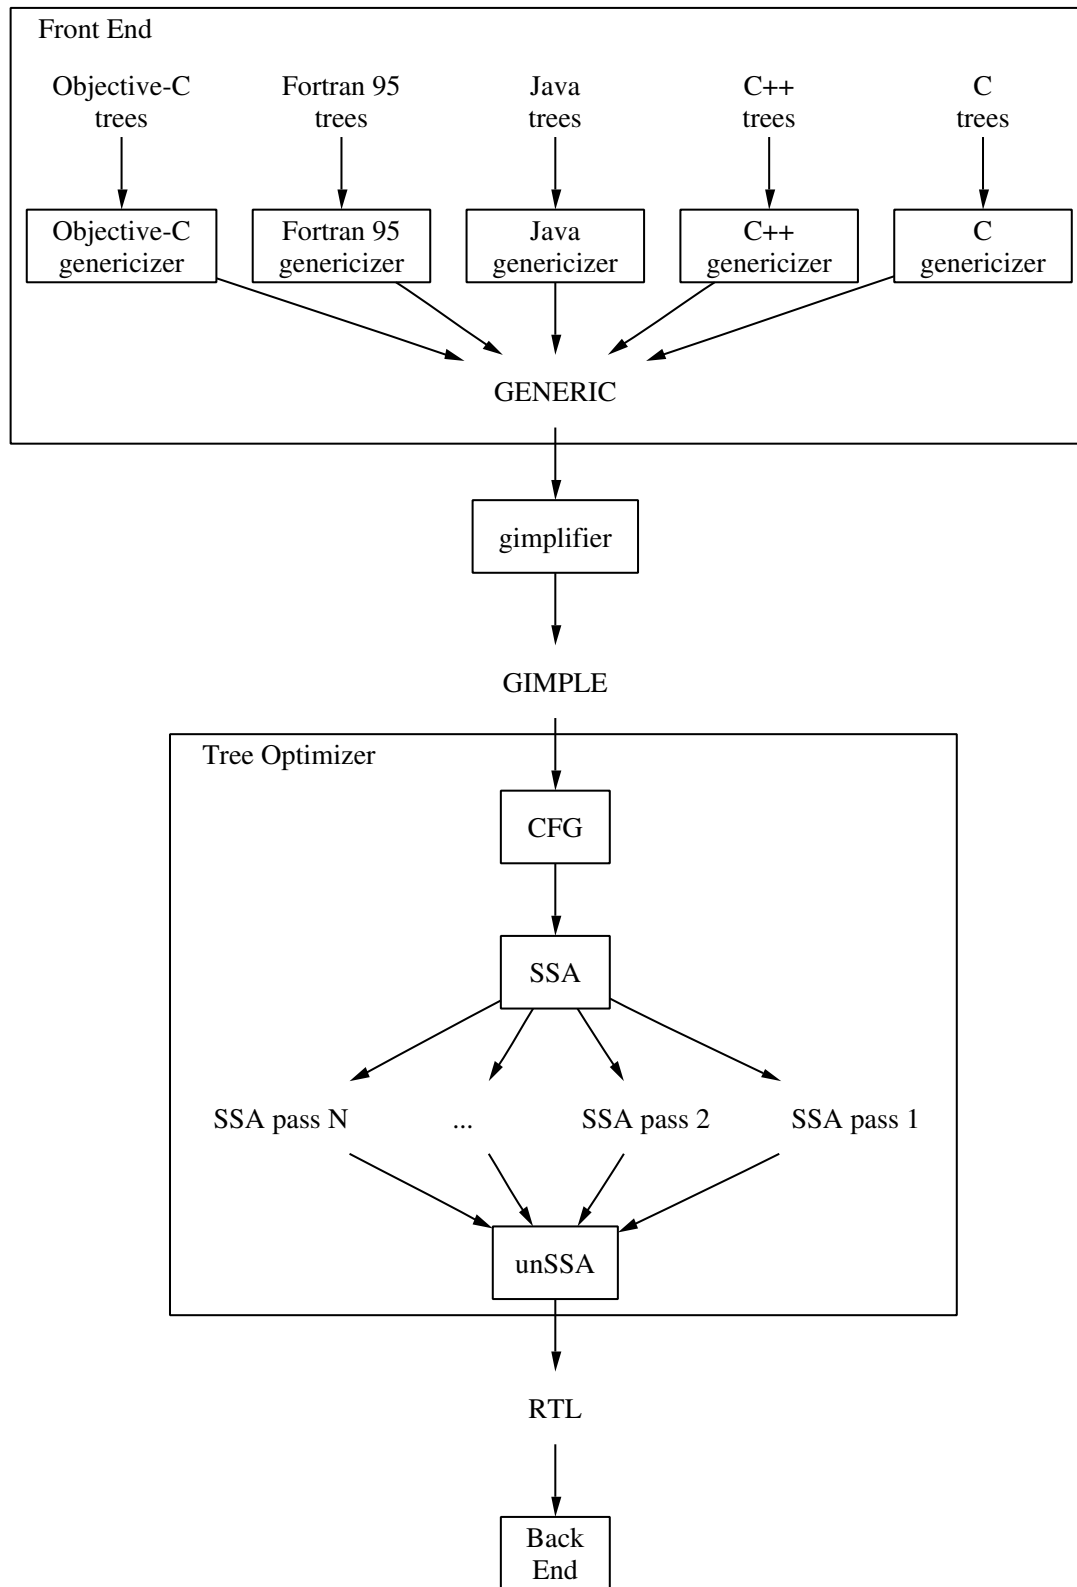 Front End
Objective-C
trees
Fortran 95
trees
Java
trees
C++
trees
C
trees
Objective-C
genericizer
Fortran 95
genericizer
Java
genericizer
C++
genericizer
C
genericizer
GENERIC
gimplifier
GIMPLE
Tree Optimizer
CFG
SSA
SSA pass N
...
SSA pass 2
SSA pass 1
unSSA
RTL
Back
End